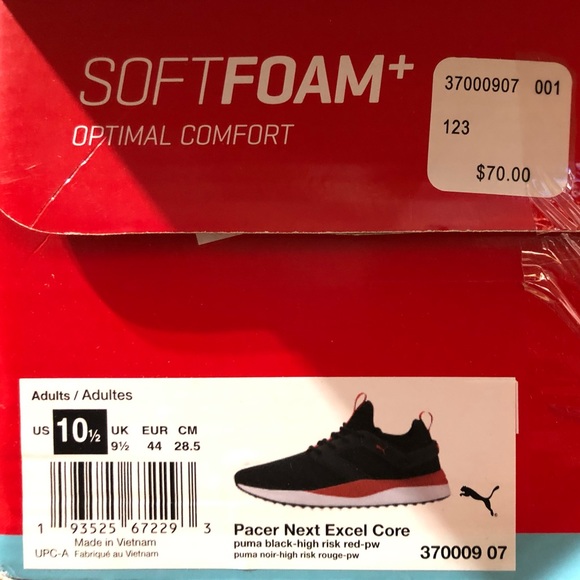 SOFTFOAM+
OPTIMAL COMFORT
37000907 001
123
$70.00
Adults / Adultes
US 10½ UK 9½ EUR 44 CM 28.5
1 93525 67229 3
Made in Vietnam
UPC-A Fabriqué au Vietnam
Pacer Next Excel Core
puma black-high risk red-pw
puma noir-high risk rouge-pw
370009 07